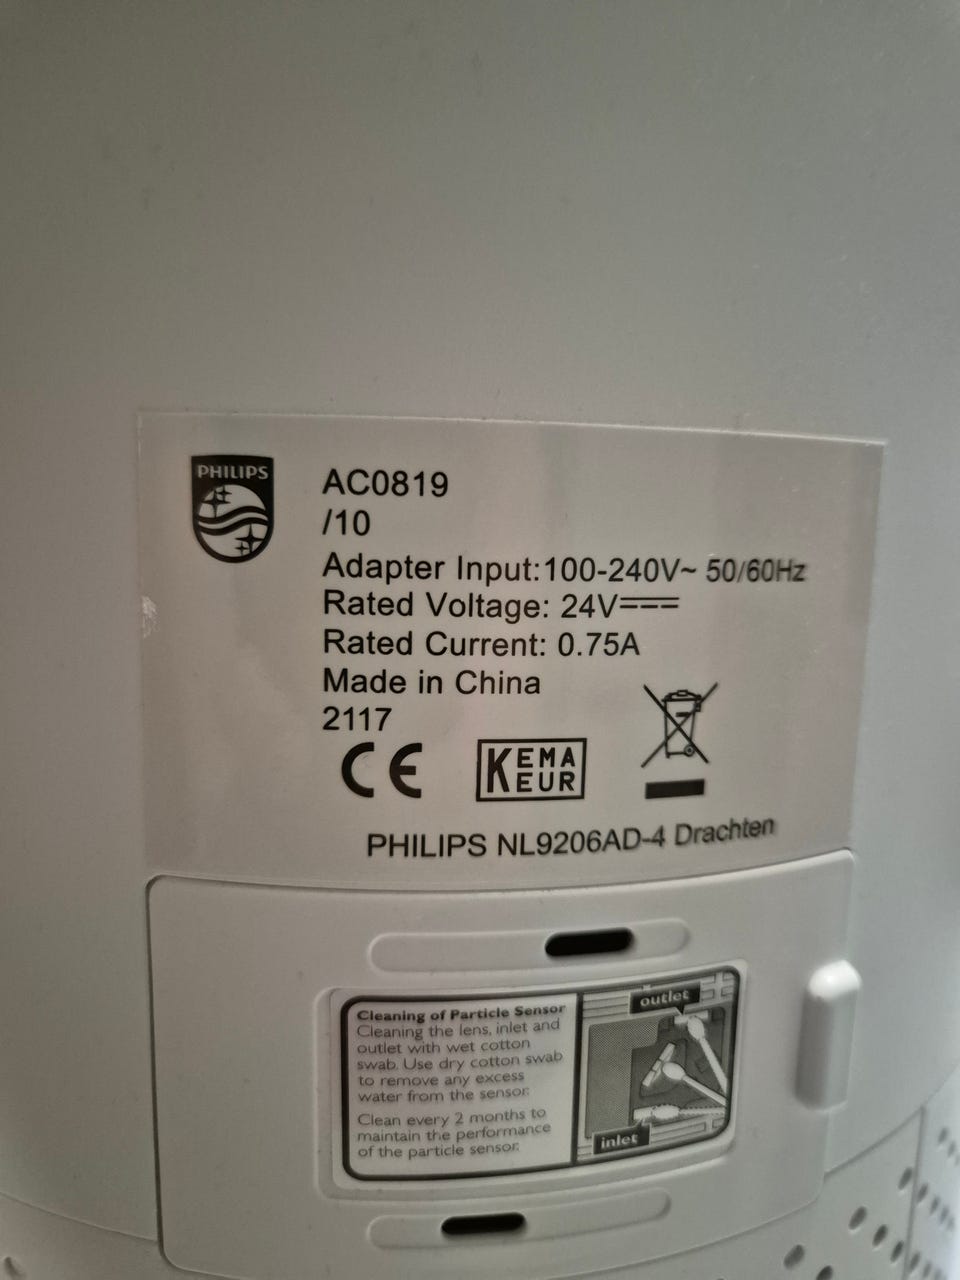 PHILIPS
AC0819
/10
Adapter Input:100-240V~ 50/60Hz
Rated Voltage: 24V⎓
Rated Current: 0.75A
Made in China
2117
CE
KEMA
EUR
PHILIPS NL9206AD-4 Drachten
Cleaning of Particle Sensor
Cleaning the lens, inlet and
outlet with wet cotton
swab. Use dry cotton swab
to remove any excess
water from the sensor.
Clean every 2 months to
maintain the performance
of the particle sensor.
outlet
inlet